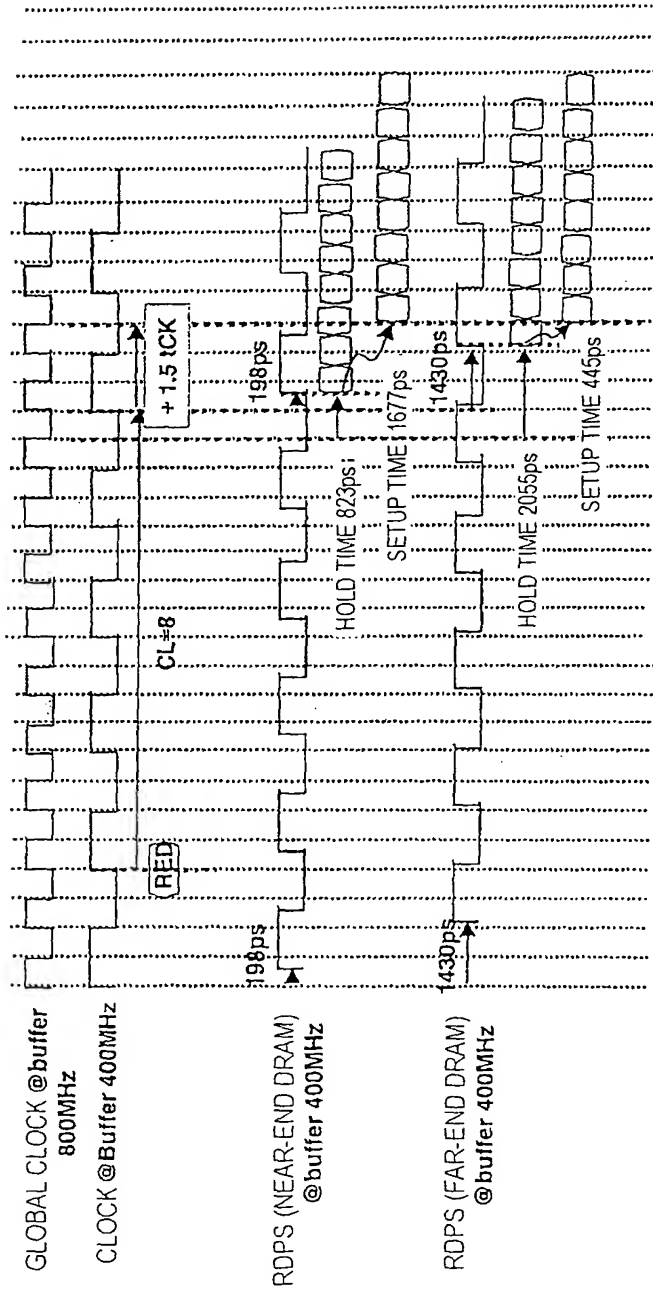 GLOBAL CLOCK @buffer
800MHz
CLOCK @Buffer 400MHz
+ 1.5 tCK
CL=8
RED
RDPS (NEAR-END DRAM)
@buffer 400MHz
198ps
198ps
HOLD TIME 823ps
SETUP TIME 1677ps
RDPS (FAR-END DRAM)
@buffer 400MHz
1430ps
1430ps
HOLD TIME 2055ps
SETUP TIME 445ps